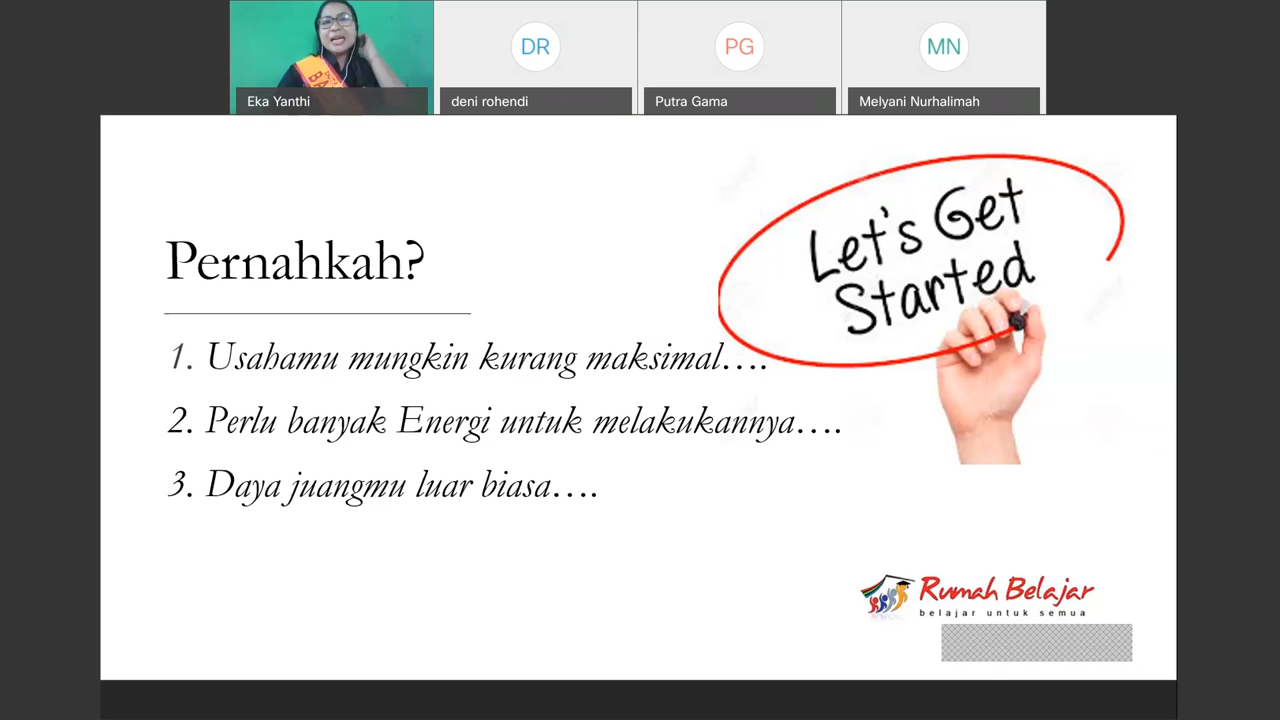 DR
PG
MN
Eka Yanthi
deni rohendi
Putra Gama
Melyani Nurhalimah
Let's Get
Started
Pernahkah?
1. Usahamu mungkin kurang maksimal….
2. Perlu banyak Energi untuk melakukannya….
3. Daya juangmu luar biasa….
Rumah Belajar
belajar untuk semua